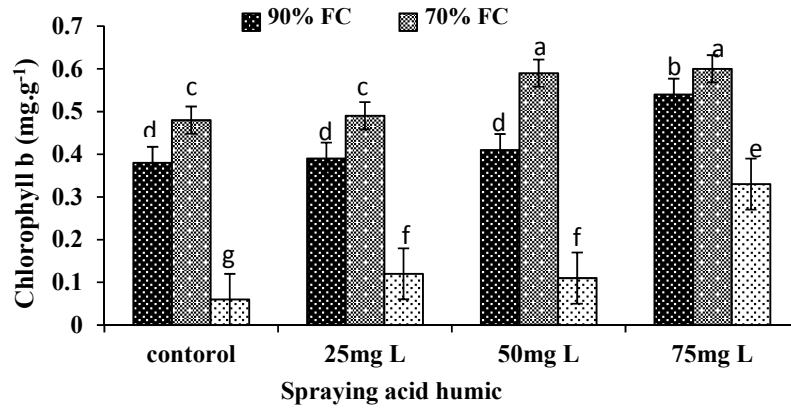 90% FC 70% FC
Chlorophyll b (mg.g-1)
0.7
0.6
0.5
0.4
0.3
0.2
0.1
0
d c g
d c f
d a f
b a e
contorol 25mg L 50mg L 75mg L
Spraying acid humic